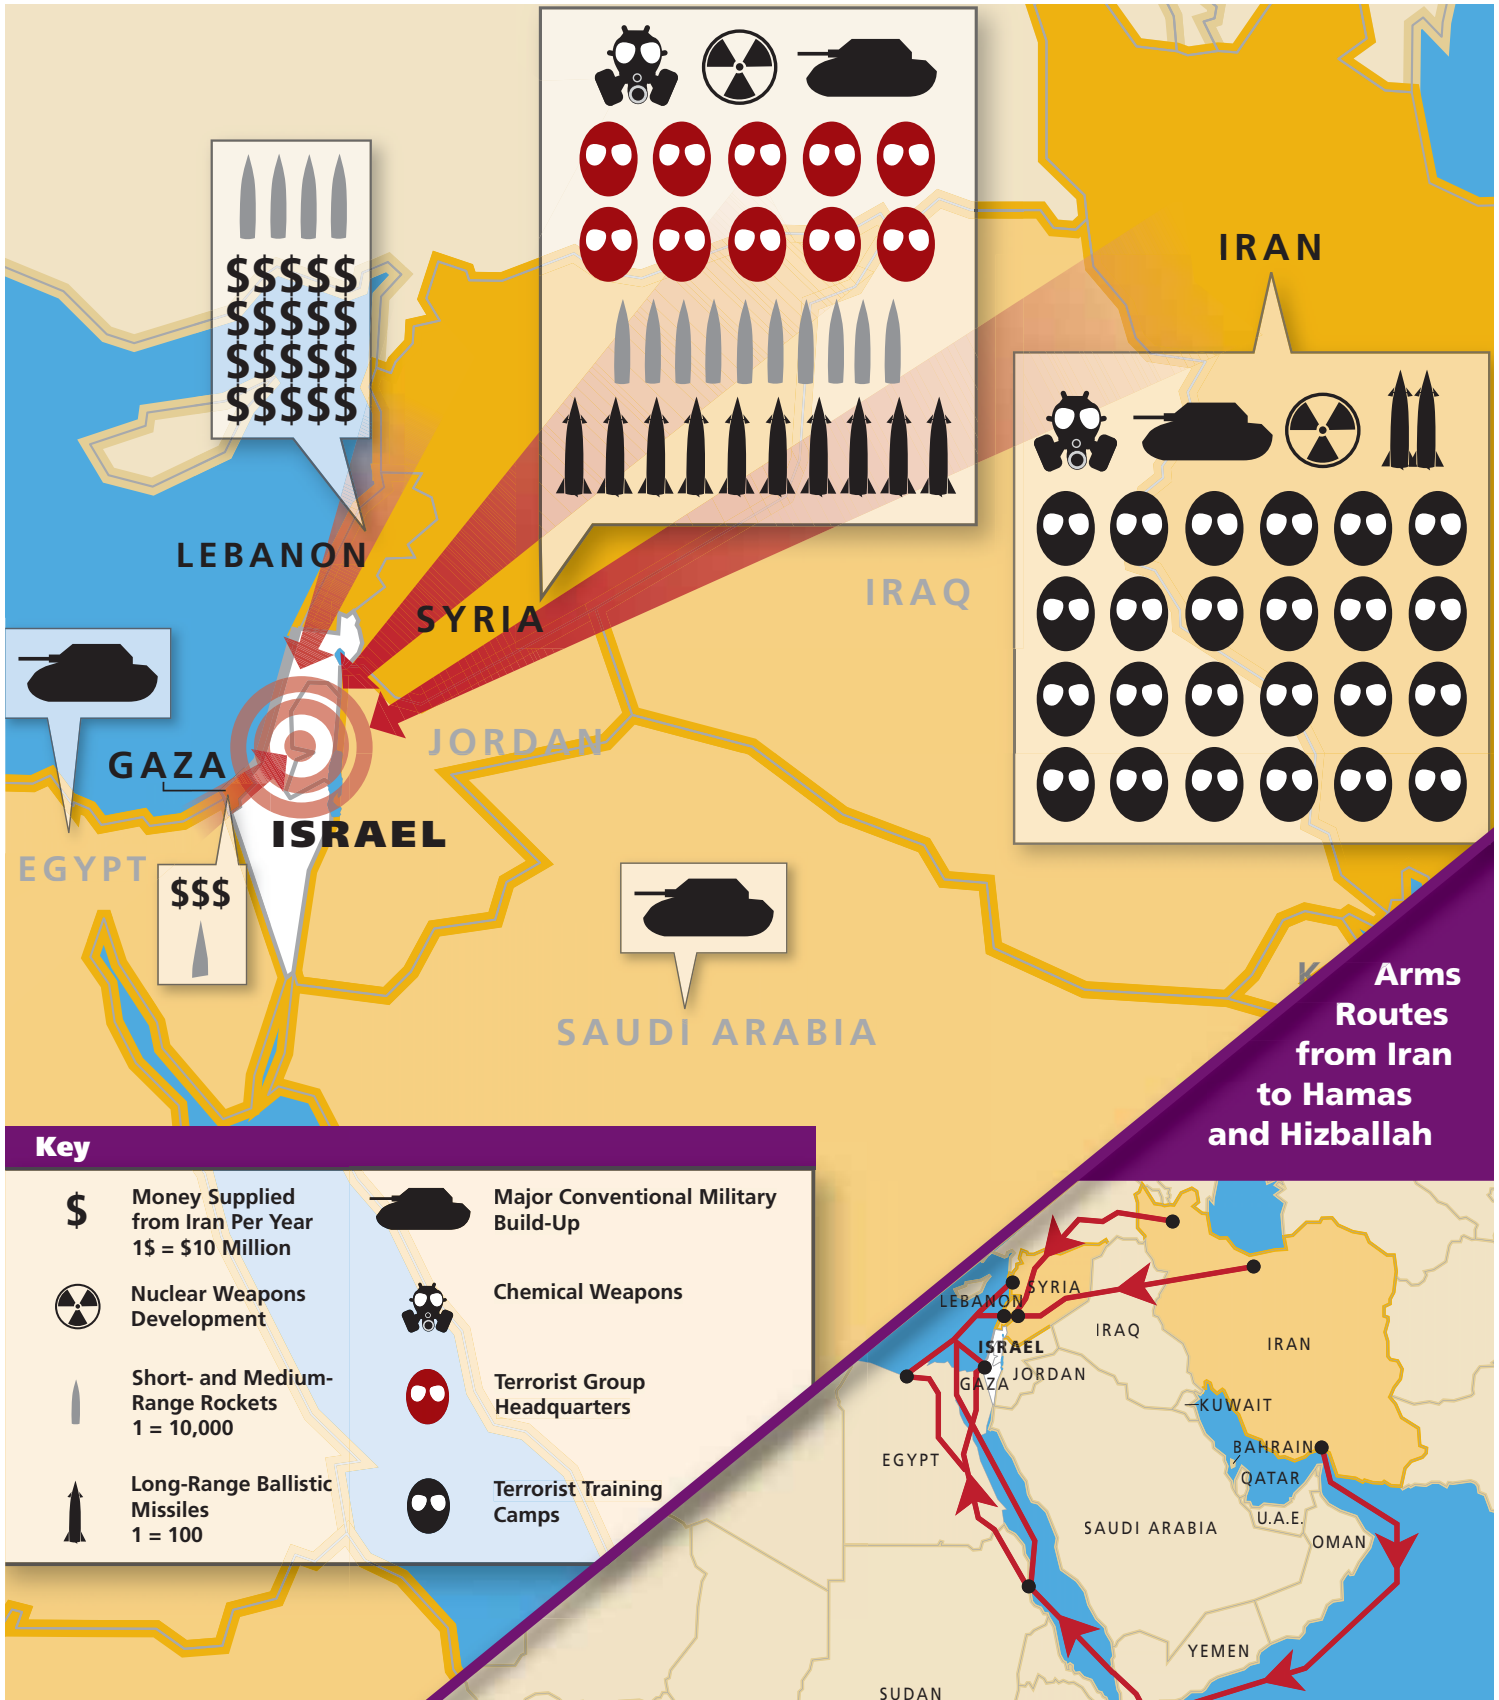 $$$$$
$$$$$
$$$$$
$$$$$
IRAN
LEBANON
SYRIA
IRAQ
JORDAN
GAZA
ISRAEL
EGYPT
$$$
SAUDI ARABIA
K
Arms
Routes
from Iran
to Hamas
and Hizballah
Key
$
Money Supplied
from Iran Per Year
1$ = $10 Million
Major Conventional Military
Build-Up
Nuclear Weapons
Development
Chemical Weapons
Short- and Medium-
Range Rockets
1 = 10,000
Terrorist Group
Headquarters
Long-Range Ballistic
Missiles
1 = 100
Terrorist Training
Camps
SYRIA
LEBANON
IRAQ
IRAN
ISRAEL
JORDAN
GAZA
KUWAIT
BAHRAIN
EGYPT
QATAR
U.A.E.
SAUDI ARABIA
OMAN
YEMEN
SUDAN